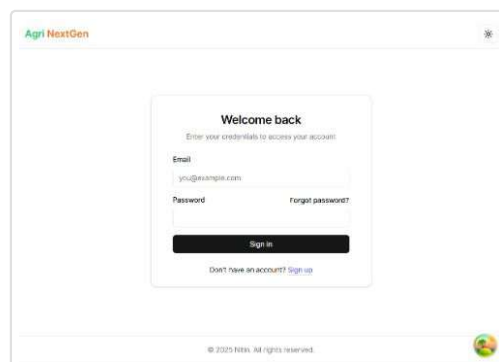 Agri NextGen
Welcome back
Enter your credentials to access your account
Email
you@example.com
Password Forgot password?
Sign in
Don't have an account? Sign up
© 2025 Nitin. All rights reserved.